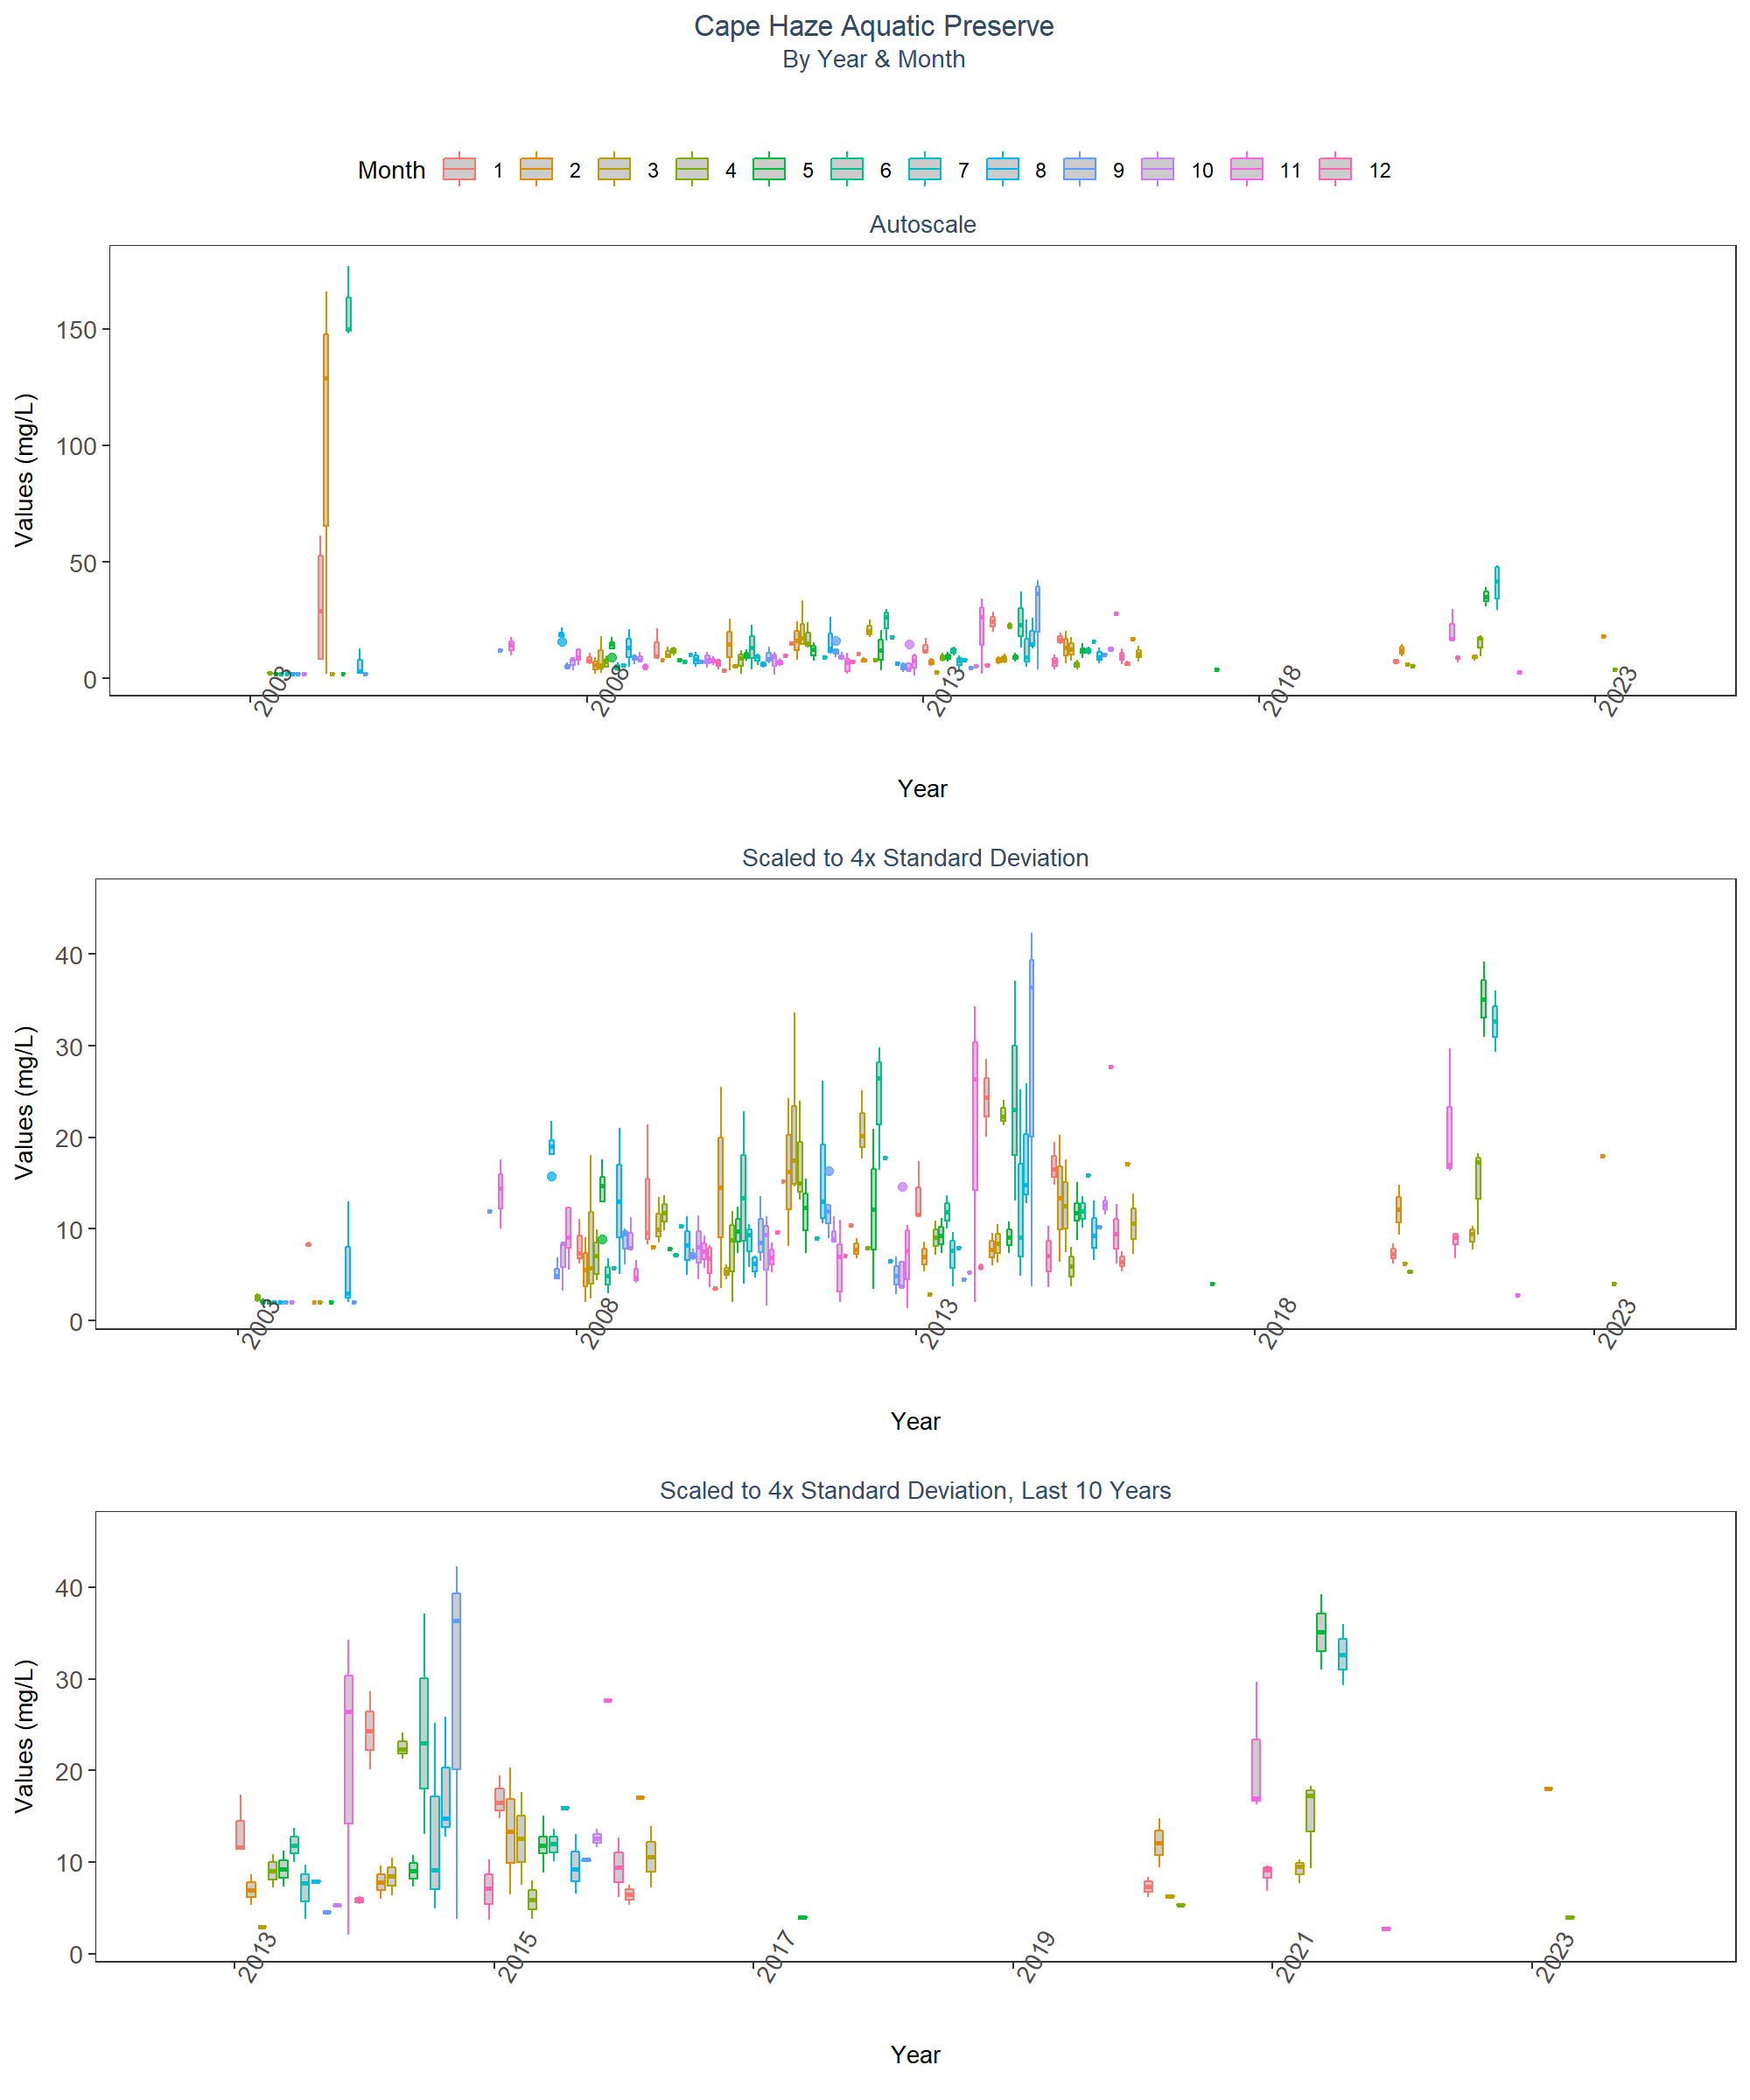 Cape Haze Aquatic Preserve
By Year & Month
Month 1 2 3 4 5 6 7 8 9 10 11 12
Autoscale
Values (mg/L)
150
100
50
0
2003 2008 2013 2018 2023
Year
Scaled to 4x Standard Deviation
Values (mg/L)
40
30
20
10
0
2003 2008 2013 2018 2023
Year
Scaled to 4x Standard Deviation, Last 10 Years
Values (mg/L)
40
30
20
10
0
2013 2015 2017 2019 2021 2023
Year